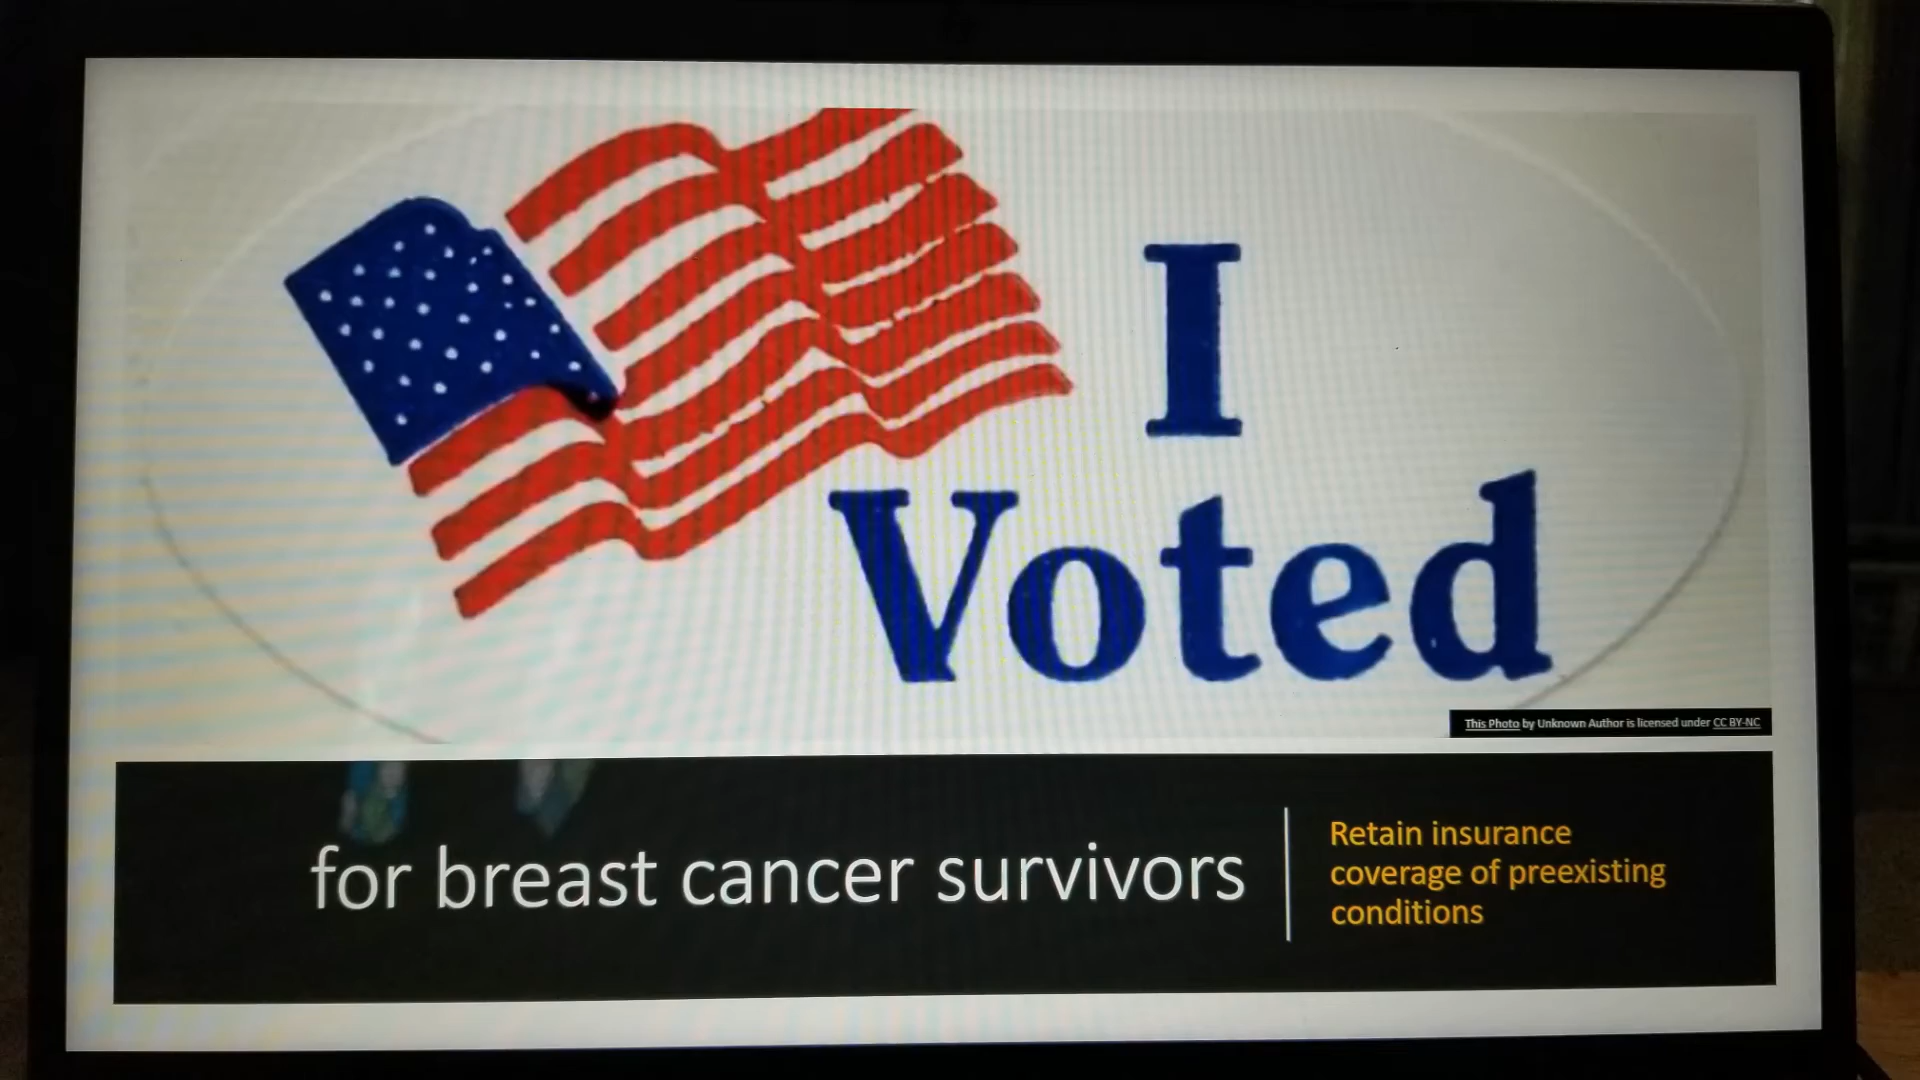 I
Voted
This Photo by Unknown Author is licensed under CC BY-NC
for breast cancer survivors
Retain insurance
coverage of preexisting
conditions